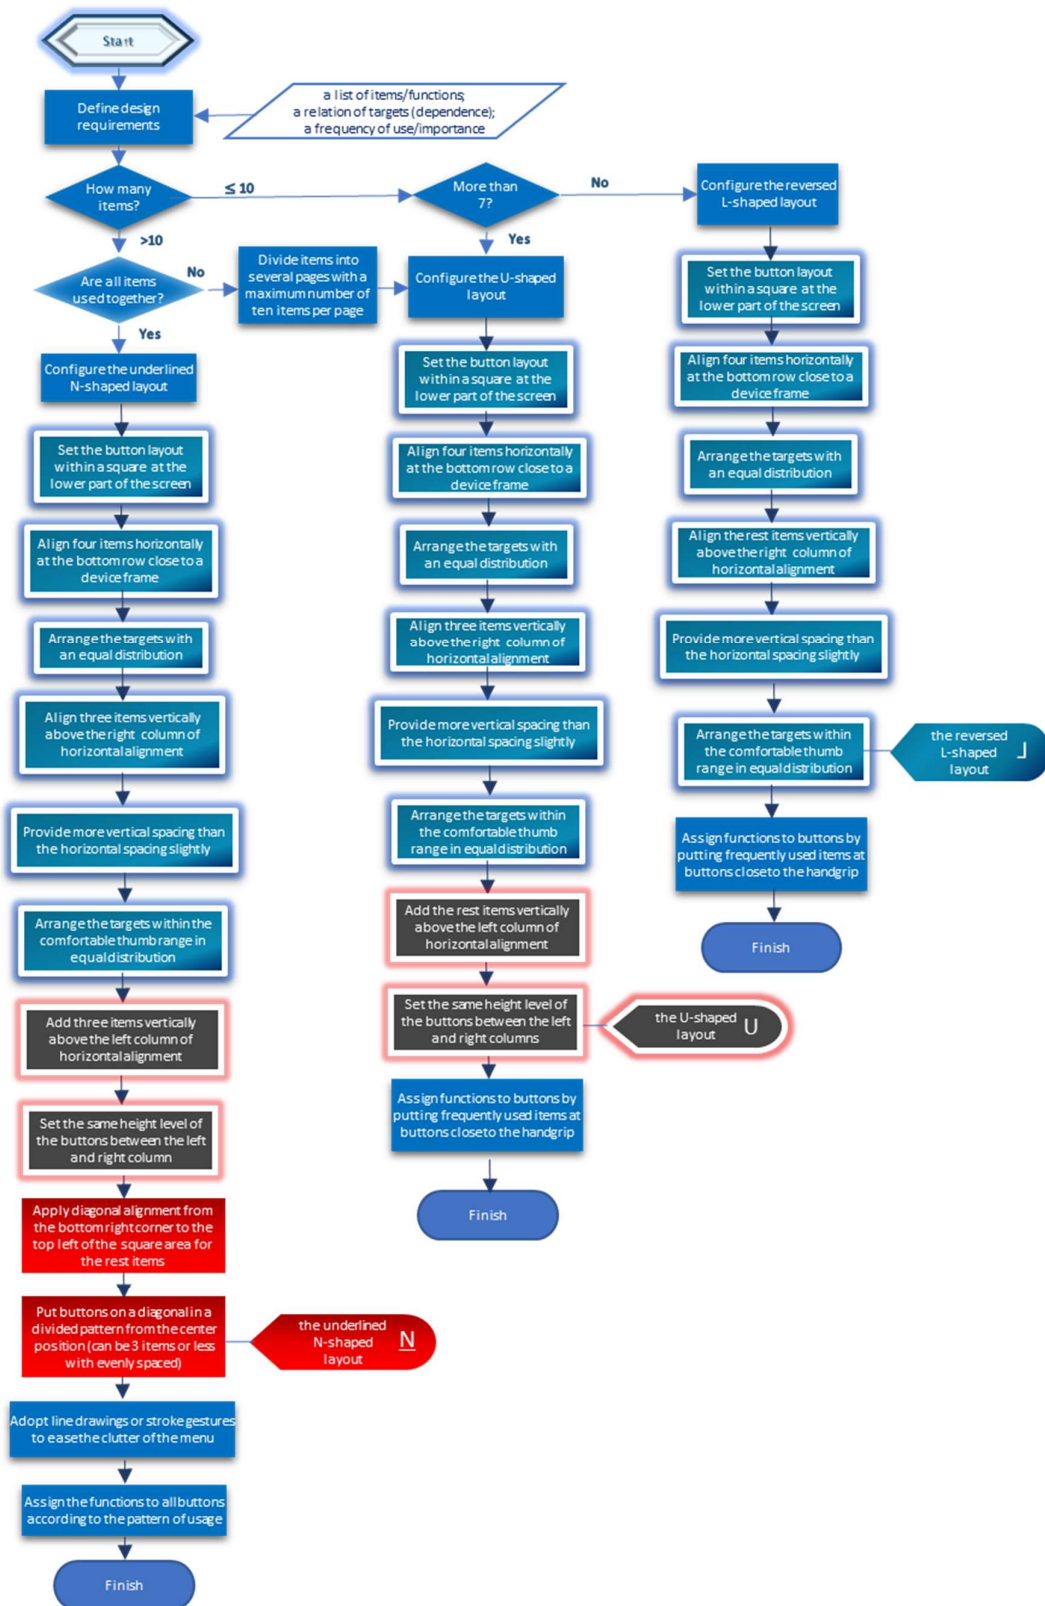 Start
Define design
requirements
a list of items/functions;
a relation of targets (dependence);
a frequency of use/importance
How many
items?
≤ 10
More than
7?
No
Configure the reversed
L-shaped layout
>10
Yes
Are all items
used together?
No
Divide items into
several pages with a
maximum number of
ten items per page
Configure the U-shaped
layout
Yes
Configure the underlined
N-shaped layout
Set the button layout
within a square at the
lower part of the screen
Align four items horizontally
at the bottom row close to a
device frame
Arrange the targets with
an equal distribution
Align three items vertically
above the right column of
horizontal alignment
Provide more vertical spacing than
the horizontal spacing slightly
Arrange the targets within the
comfortable thumb range in
equal distribution
Add three items vertically
above the left column of
horizontal alignment
Set the same height level of
the buttons between the left
and right column
Apply diagonal alignment from
the bottom right corner to the
top left of the square area for
the rest items
Put buttons on a diagonal in a
divided pattern from the center
position (can be 3 items or less
with evenly spaced)
the underlined
N-shaped
layout
N
Adopt line drawings or stroke gestures
to ease the clutter of the menu
Assign the functions to all buttons
according to the pattern of usage
Finish
Set the button layout
within a square at the
lower part of the screen
Align four items horizontally
at the bottom row close to a
device frame
Arrange the targets with
an equal distribution
Align three items vertically
above the right column of
horizontal alignment
Provide more vertical spacing than
the horizontal spacing slightly
Arrange the targets within
the comfortable thumb
range in equal distribution
Add the rest items vertically
above the left column of
horizontal alignment
Set the same height level of
the buttons between the left
and right columns
the U-shaped
layout
U
Assign functions to buttons by
putting frequently used items at
buttons close to the handgrip
Finish
Set the button layout
within a square at the
lower part of the screen
Align four items horizontally
at the bottom row close to a
device frame
Arrange the targets with
an equal distribution
Align the rest items vertically
above the right column of
horizontal alignment
Provide more vertical spacing than
the horizontal spacing slightly
Arrange the targets within
the comfortable thumb
range in equal distribution
the reversed
L-shaped
layout
⅃
Assign functions to buttons by
putting frequently used items at
buttons close to the handgrip
Finish